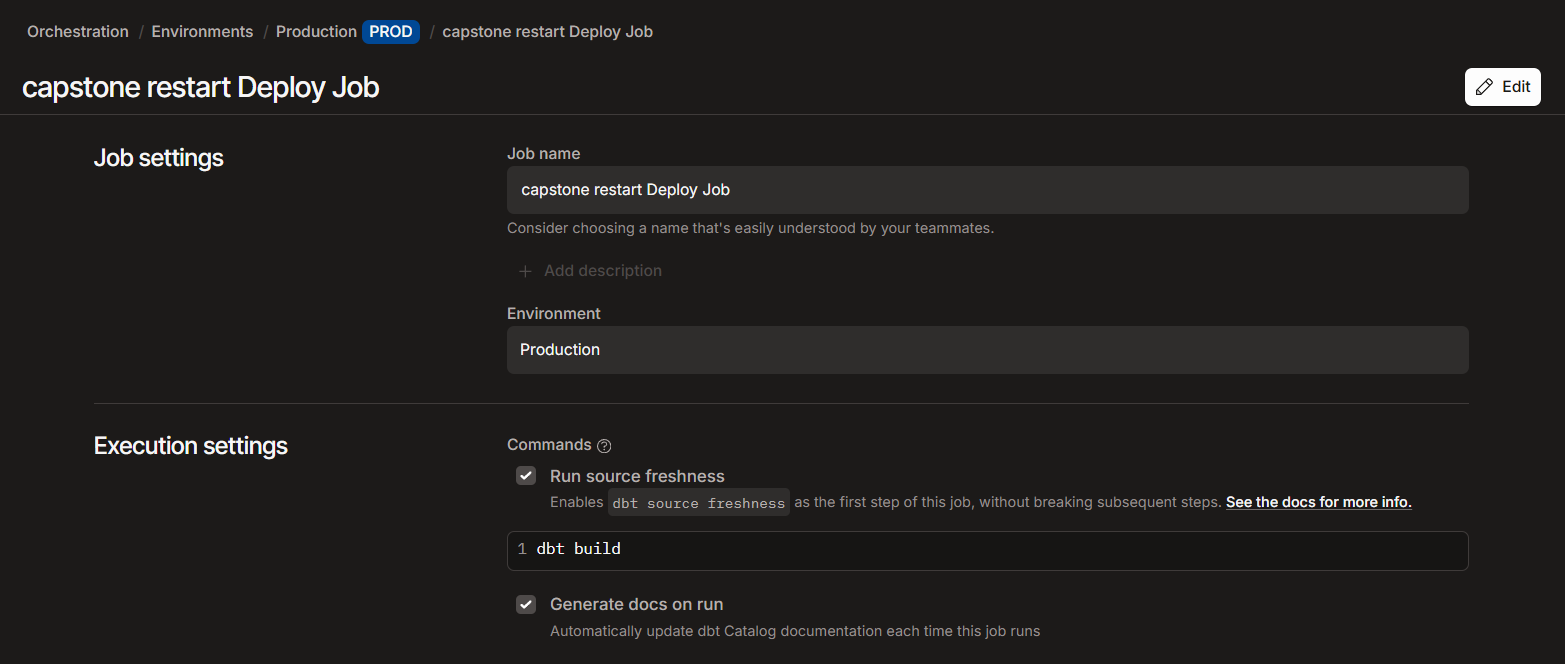 Orchestration / Environments / Production PROD / capstone restart Deploy Job
capstone restart Deploy Job
Edit
Job settings
Job name
capstone restart Deploy Job
Consider choosing a name that's easily understood by your teammates.
+ Add description
Environment
Production
Execution settings
Commands ?
Run source freshness
Enables dbt source freshness as the first step of this job, without breaking subsequent steps. See the docs for more info.
1 dbt build
Generate docs on run
Automatically update dbt Catalog documentation each time this job runs